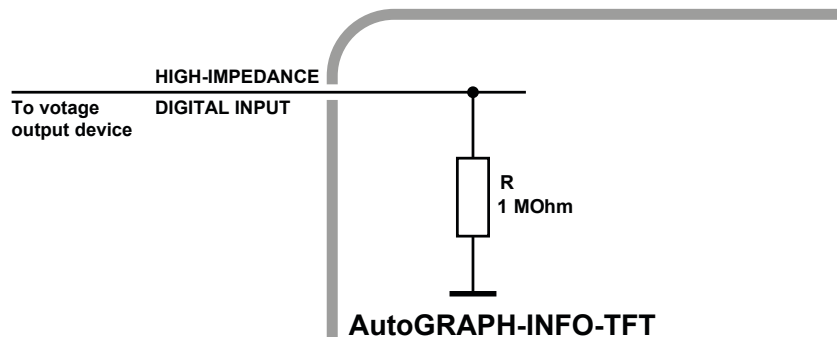 HIGH-IMPEDANCE
To votage
output device
DIGITAL INPUT
R
1 MOhm
AutoGRAPH-INFO-TFT